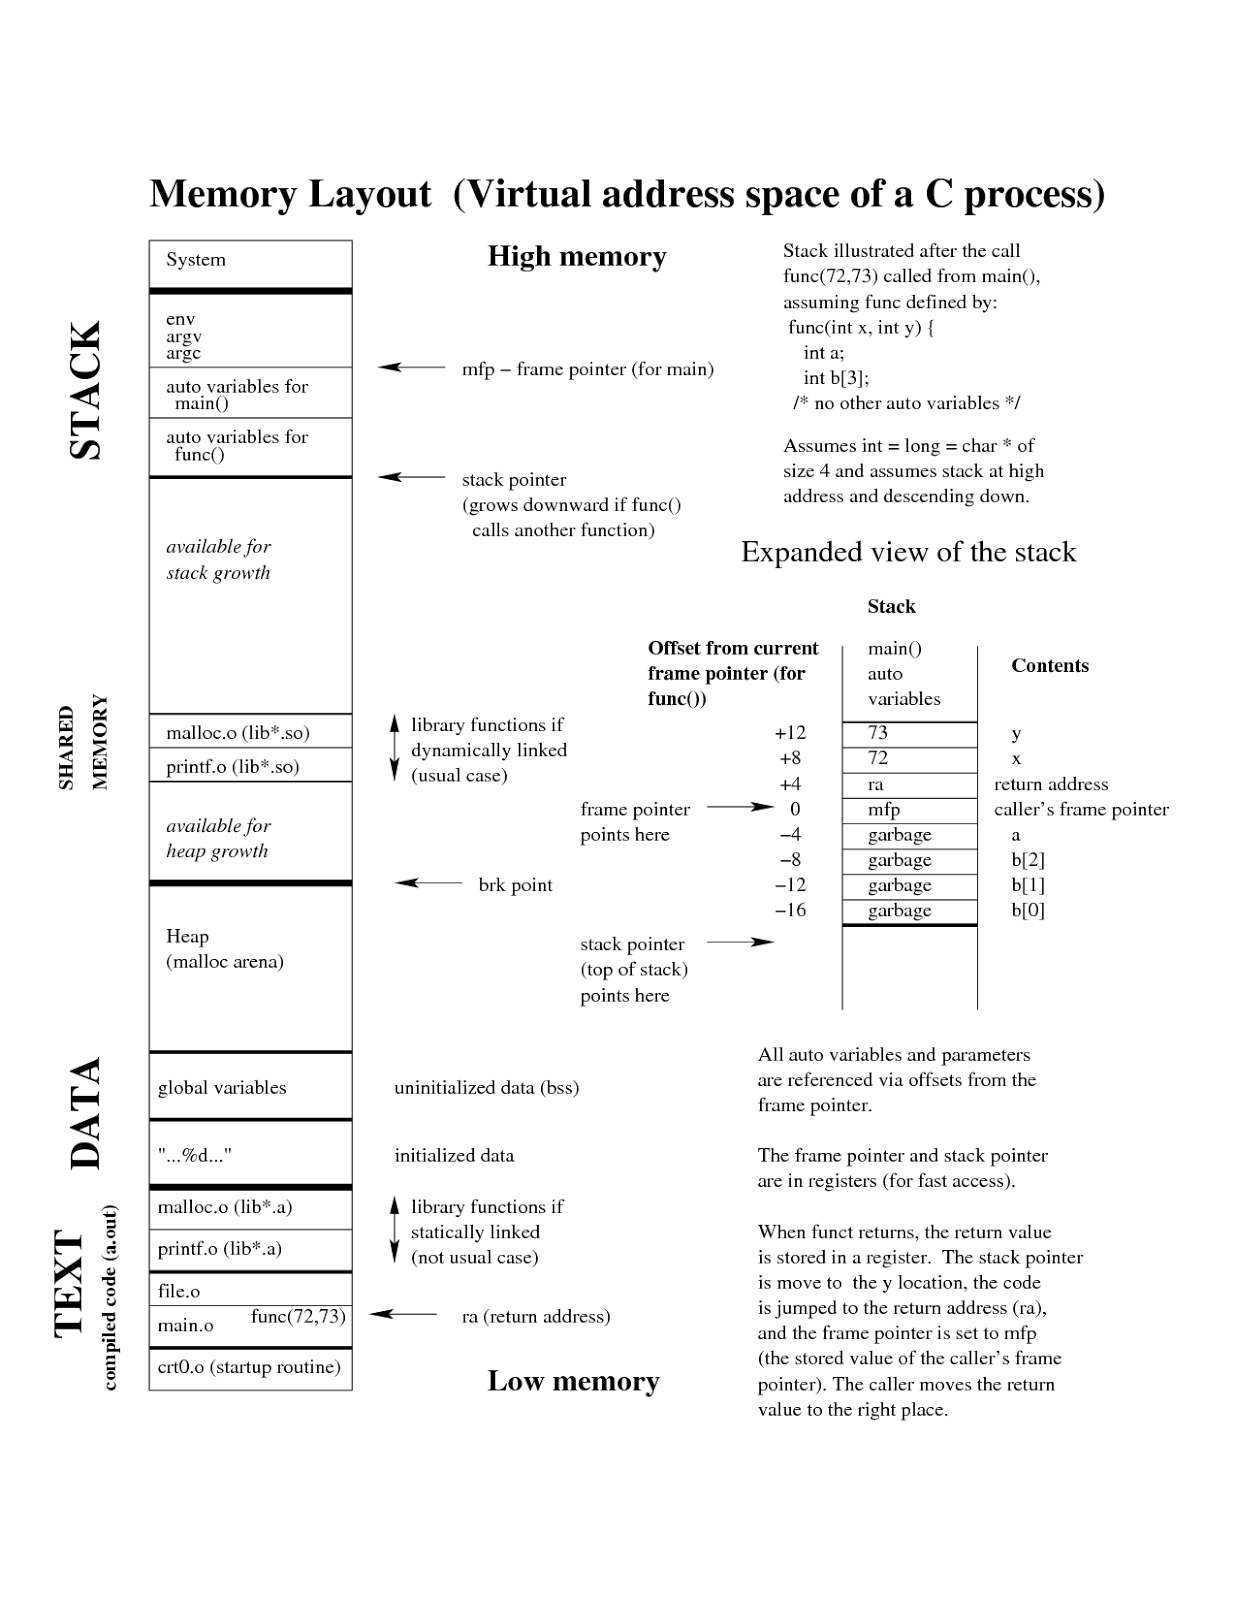 Memory Layout  (Virtual address space of a C process)
STACK
SHARED
MEMORY
DATA
TEXT
compiled code (a.out)
System
env
argv
argc
auto variables for
main()
auto variables for
func()
available for
stack growth
malloc.o (lib*.so)
printf.o (lib*.so)
available for
heap growth
Heap
(malloc arena)
global variables
"...%d..."
malloc.o (lib*.a)
printf.o (lib*.a)
file.o
main.o func(72,73)
crt0.o (startup routine)
High memory
mfp − frame pointer (for main)
stack pointer
(grows downward if func()
calls another function)
library functions if
dynamically linked
(usual case)
brk point
uninitialized data (bss)
initialized data
library functions if
statically linked
(not usual case)
ra (return address)
Low memory
Stack illustrated after the call
func(72,73) called from main(),
assuming func defined by:
func(int x, int y) {
int a;
int b[3];
/* no other auto variables */
Assumes int = long = char * of
size 4 and assumes stack at high
address and descending down.
Expanded view of the stack
Stack
Offset from current
frame pointer (for
func())
main()
auto
variables
Contents
+12 73 y
+8 72 x
+4 ra return address
0 mfp caller's frame pointer
−4 garbage a
−8 garbage b[2]
−12 garbage b[1]
−16 garbage b[0]
frame pointer
points here
stack pointer
(top of stack)
points here
All auto variables and parameters
are referenced via offsets from the
frame pointer.
The frame pointer and stack pointer
are in registers (for fast access).
When funct returns, the return value
is stored in a register.  The stack pointer
is move to  the y location, the code
is jumped to the return address (ra),
and the frame pointer is set to mfp
(the stored value of the caller's frame
pointer). The caller moves the return
value to the right place.